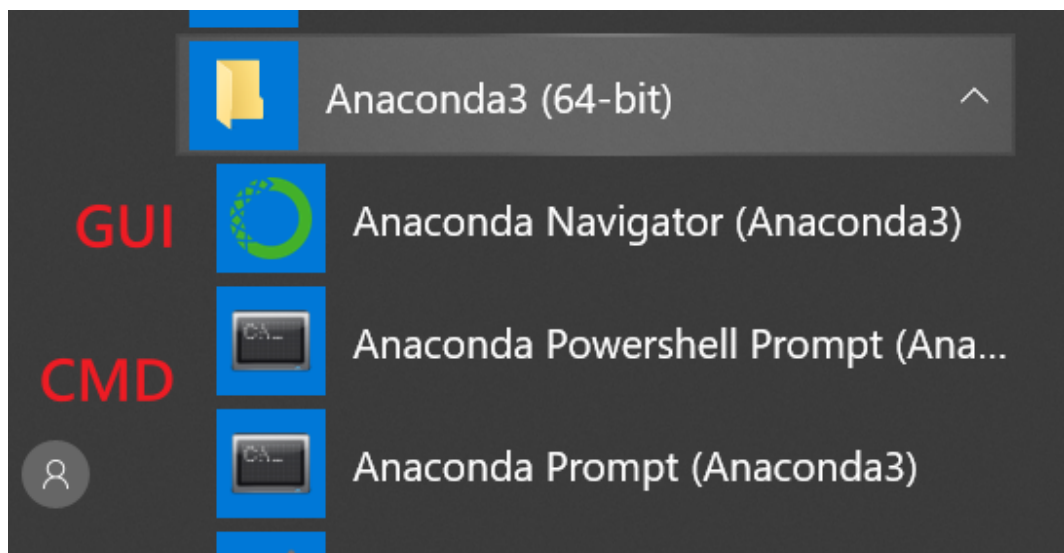 Anaconda3 (64-bit)
GUI
Anaconda Navigator (Anaconda3)
CMD
Anaconda Powershell Prompt (Ana...
Anaconda Prompt (Anaconda3)